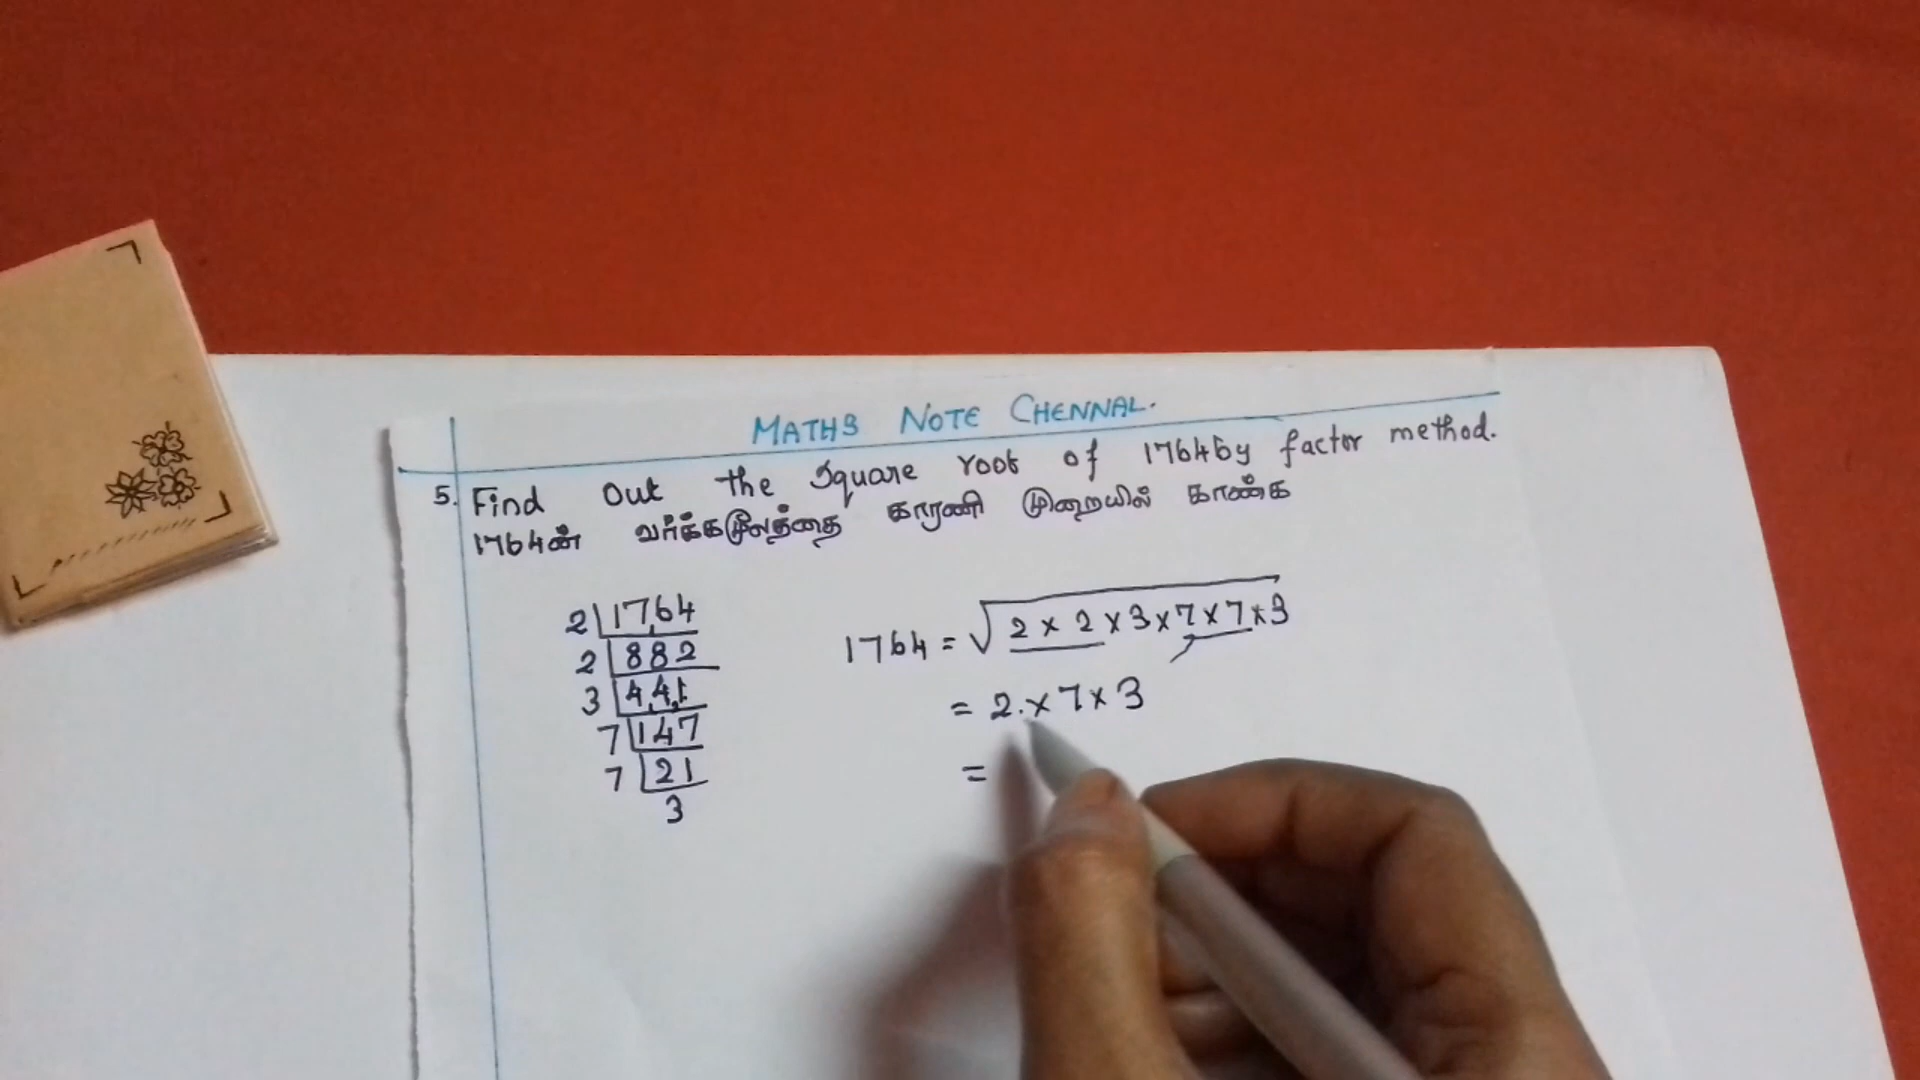 MATHS NOTE CHENNAL.
5. Find out the Square root of 1764 by factor method.
1764ன் வர்க்கமூலத்தை காரணி முறையில் காண்க
2 | 1764
2 | 882
3 | 441
7 | 147
7 | 21
3
1764 = √2 × 2 × 3 × 7 × 7 × 3
= 2 × 7 × 3
=